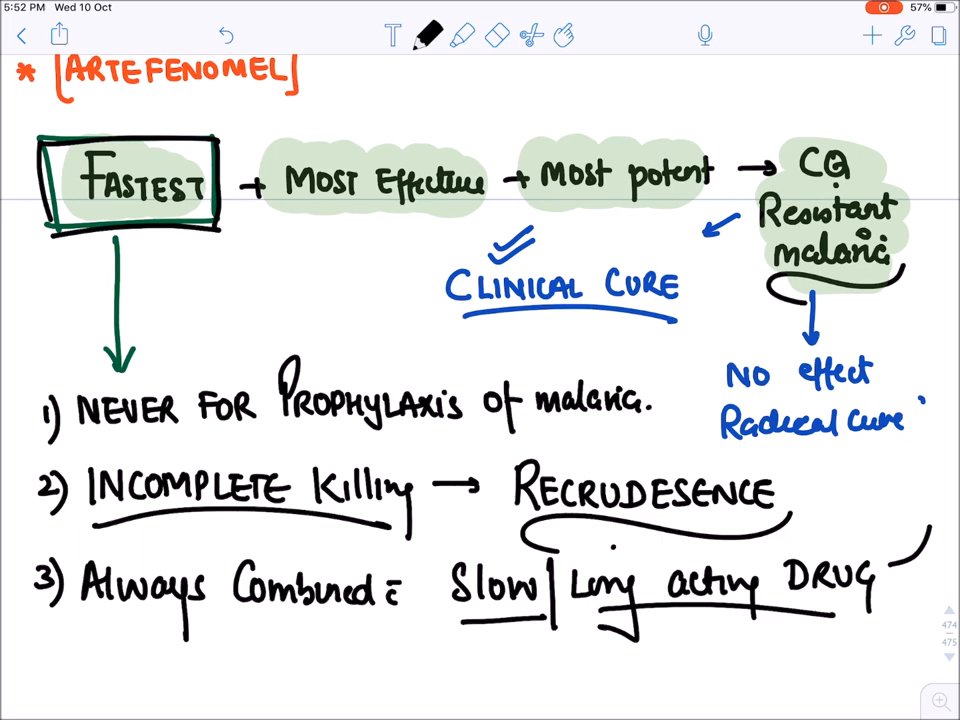 5:52 PM Wed 10 Oct
57%
T
* [ARTEFENOMEL]
FASTEST + MOST Effective + Most potent → CQ
Resistant
malaria
CLINICAL CURE
No effect
Radical cure
1) NEVER FOR PROPHYLAXIS of malaria.
2) INCOMPLETE Killing → RECRUDESENCE
3) Always Combined c̄ Slow | Long acting DRUG
474
475